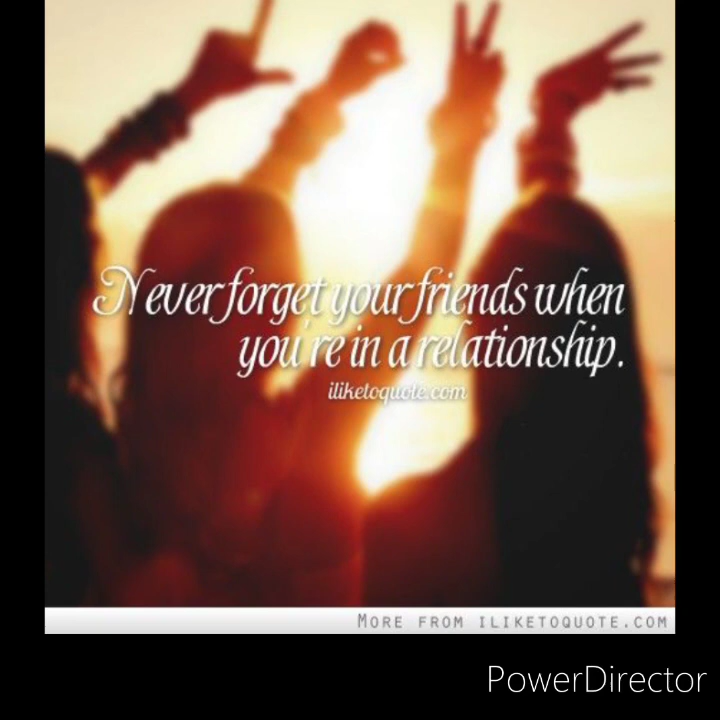 Never forget your friends when
you're in a relationship.
iliketoquote.com
MORE FROM ILIKETOQUOTE.COM
PowerDirector